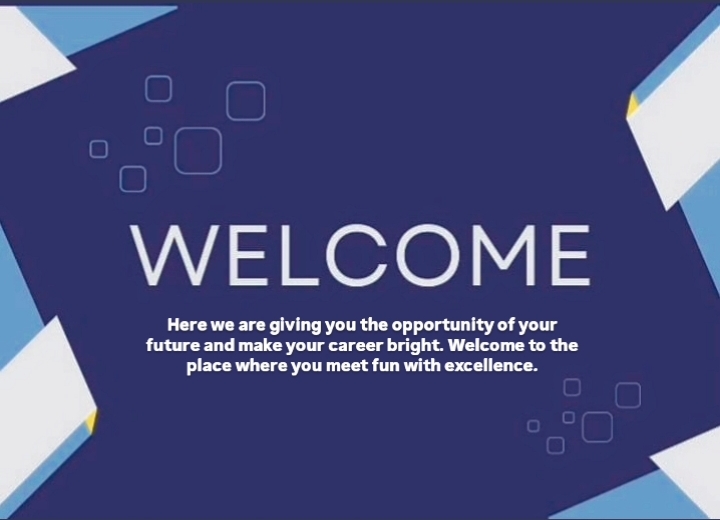 WELCOME
Here we are giving you the opportunity of your
future and make your career bright. Welcome to the
place where you meet fun with excellence.